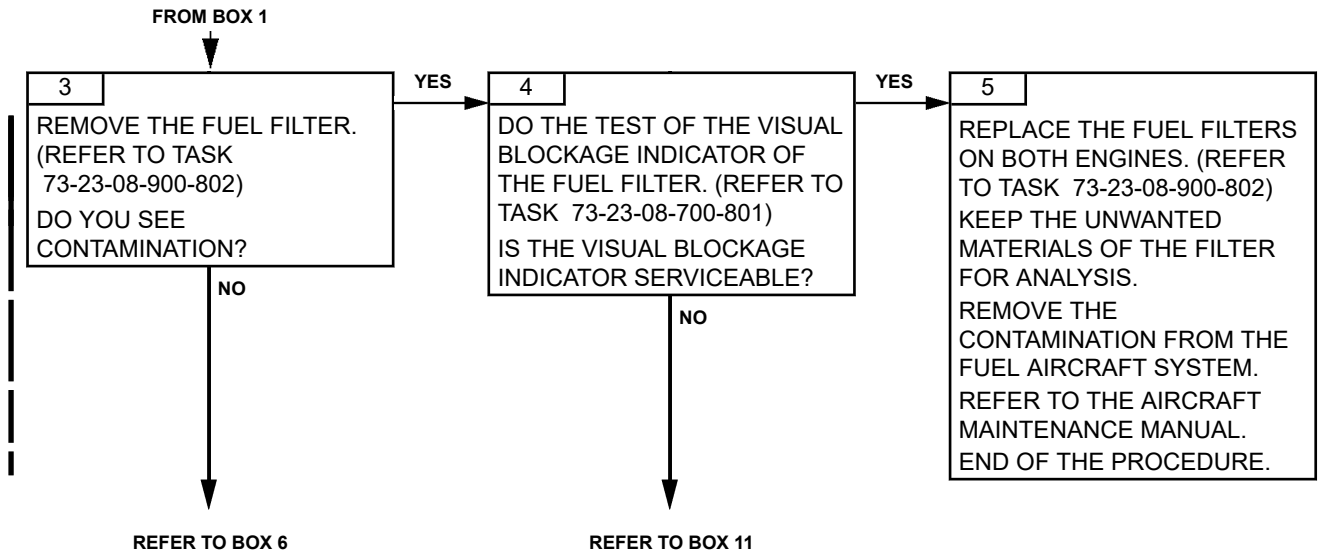 FROM BOX 1
3
REMOVE THE FUEL FILTER.
(REFER TO TASK
73-23-08-900-802)
DO YOU SEE
CONTAMINATION?
YES
NO
REFER TO BOX 6
4
DO THE TEST OF THE VISUAL
BLOCKAGE INDICATOR OF
THE FUEL FILTER. (REFER TO
TASK 73-23-08-700-801)
IS THE VISUAL BLOCKAGE
INDICATOR SERVICEABLE?
YES
NO
REFER TO BOX 11
5
REPLACE THE FUEL FILTERS
ON BOTH ENGINES. (REFER
TO TASK 73-23-08-900-802)
KEEP THE UNWANTED
MATERIALS OF THE FILTER
FOR ANALYSIS.
REMOVE THE
CONTAMINATION FROM THE
FUEL AIRCRAFT SYSTEM.
REFER TO THE AIRCRAFT
MAINTENANCE MANUAL.
END OF THE PROCEDURE.